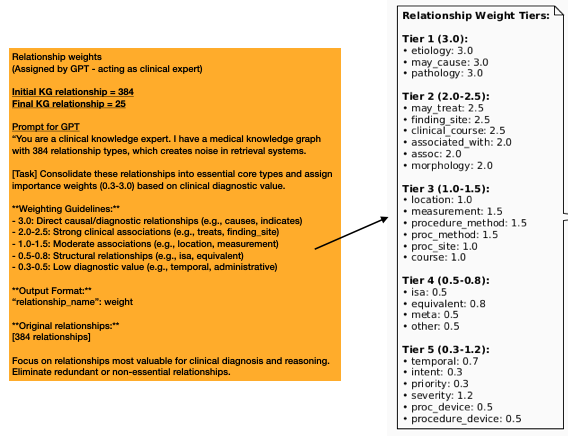 Relationship weights
(Assigned by GPT - acting as clinical expert)
Initial KG relationship = 384
Final KG relationship = 25
Prompt for GPT
"You are a clinical knowledge expert. I have a medical knowledge graph
with 384 relationship types, which creates noise in retrieval systems.
[Task] Consolidate these relationships into essential core types and assign
importance weights (0.3-3.0) based on clinical diagnostic value.
**Weighting Guidelines:**
- 3.0: Direct causal/diagnostic relationships (e.g., causes, indicates)
- 2.0-2.5: Strong clinical associations (e.g., treats, finding_site)
- 1.0-1.5: Moderate associations (e.g., location, measurement)
- 0.5-0.8: Structural relationships (e.g., isa, equivalent)
- 0.3-0.5: Low diagnostic value (e.g., temporal, administrative)
**Output Format:**
"relationship_name": weight
**Original relationships:**
[384 relationships]
Focus on relationships most valuable for clinical diagnosis and reasoning.
Eliminate redundant or non-essential relationships.
Relationship Weight Tiers:
Tier 1 (3.0):
• etiology: 3.0
• may_cause: 3.0
• pathology: 3.0
Tier 2 (2.0-2.5):
• may_treat: 2.5
• finding_site: 2.5
• clinical_course: 2.5
• associated_with: 2.0
• assoc: 2.0
• morphology: 2.0
Tier 3 (1.0-1.5):
• location: 1.0
• measurement: 1.5
• procedure_method: 1.5
• proc_method: 1.5
• proc_site: 1.0
• course: 1.0
Tier 4 (0.5-0.8):
• isa: 0.5
• equivalent: 0.8
• meta: 0.5
• other: 0.5
Tier 5 (0.3-1.2):
• temporal: 0.7
• intent: 0.3
• priority: 0.3
• severity: 1.2
• proc_device: 0.5
• procedure_device: 0.5